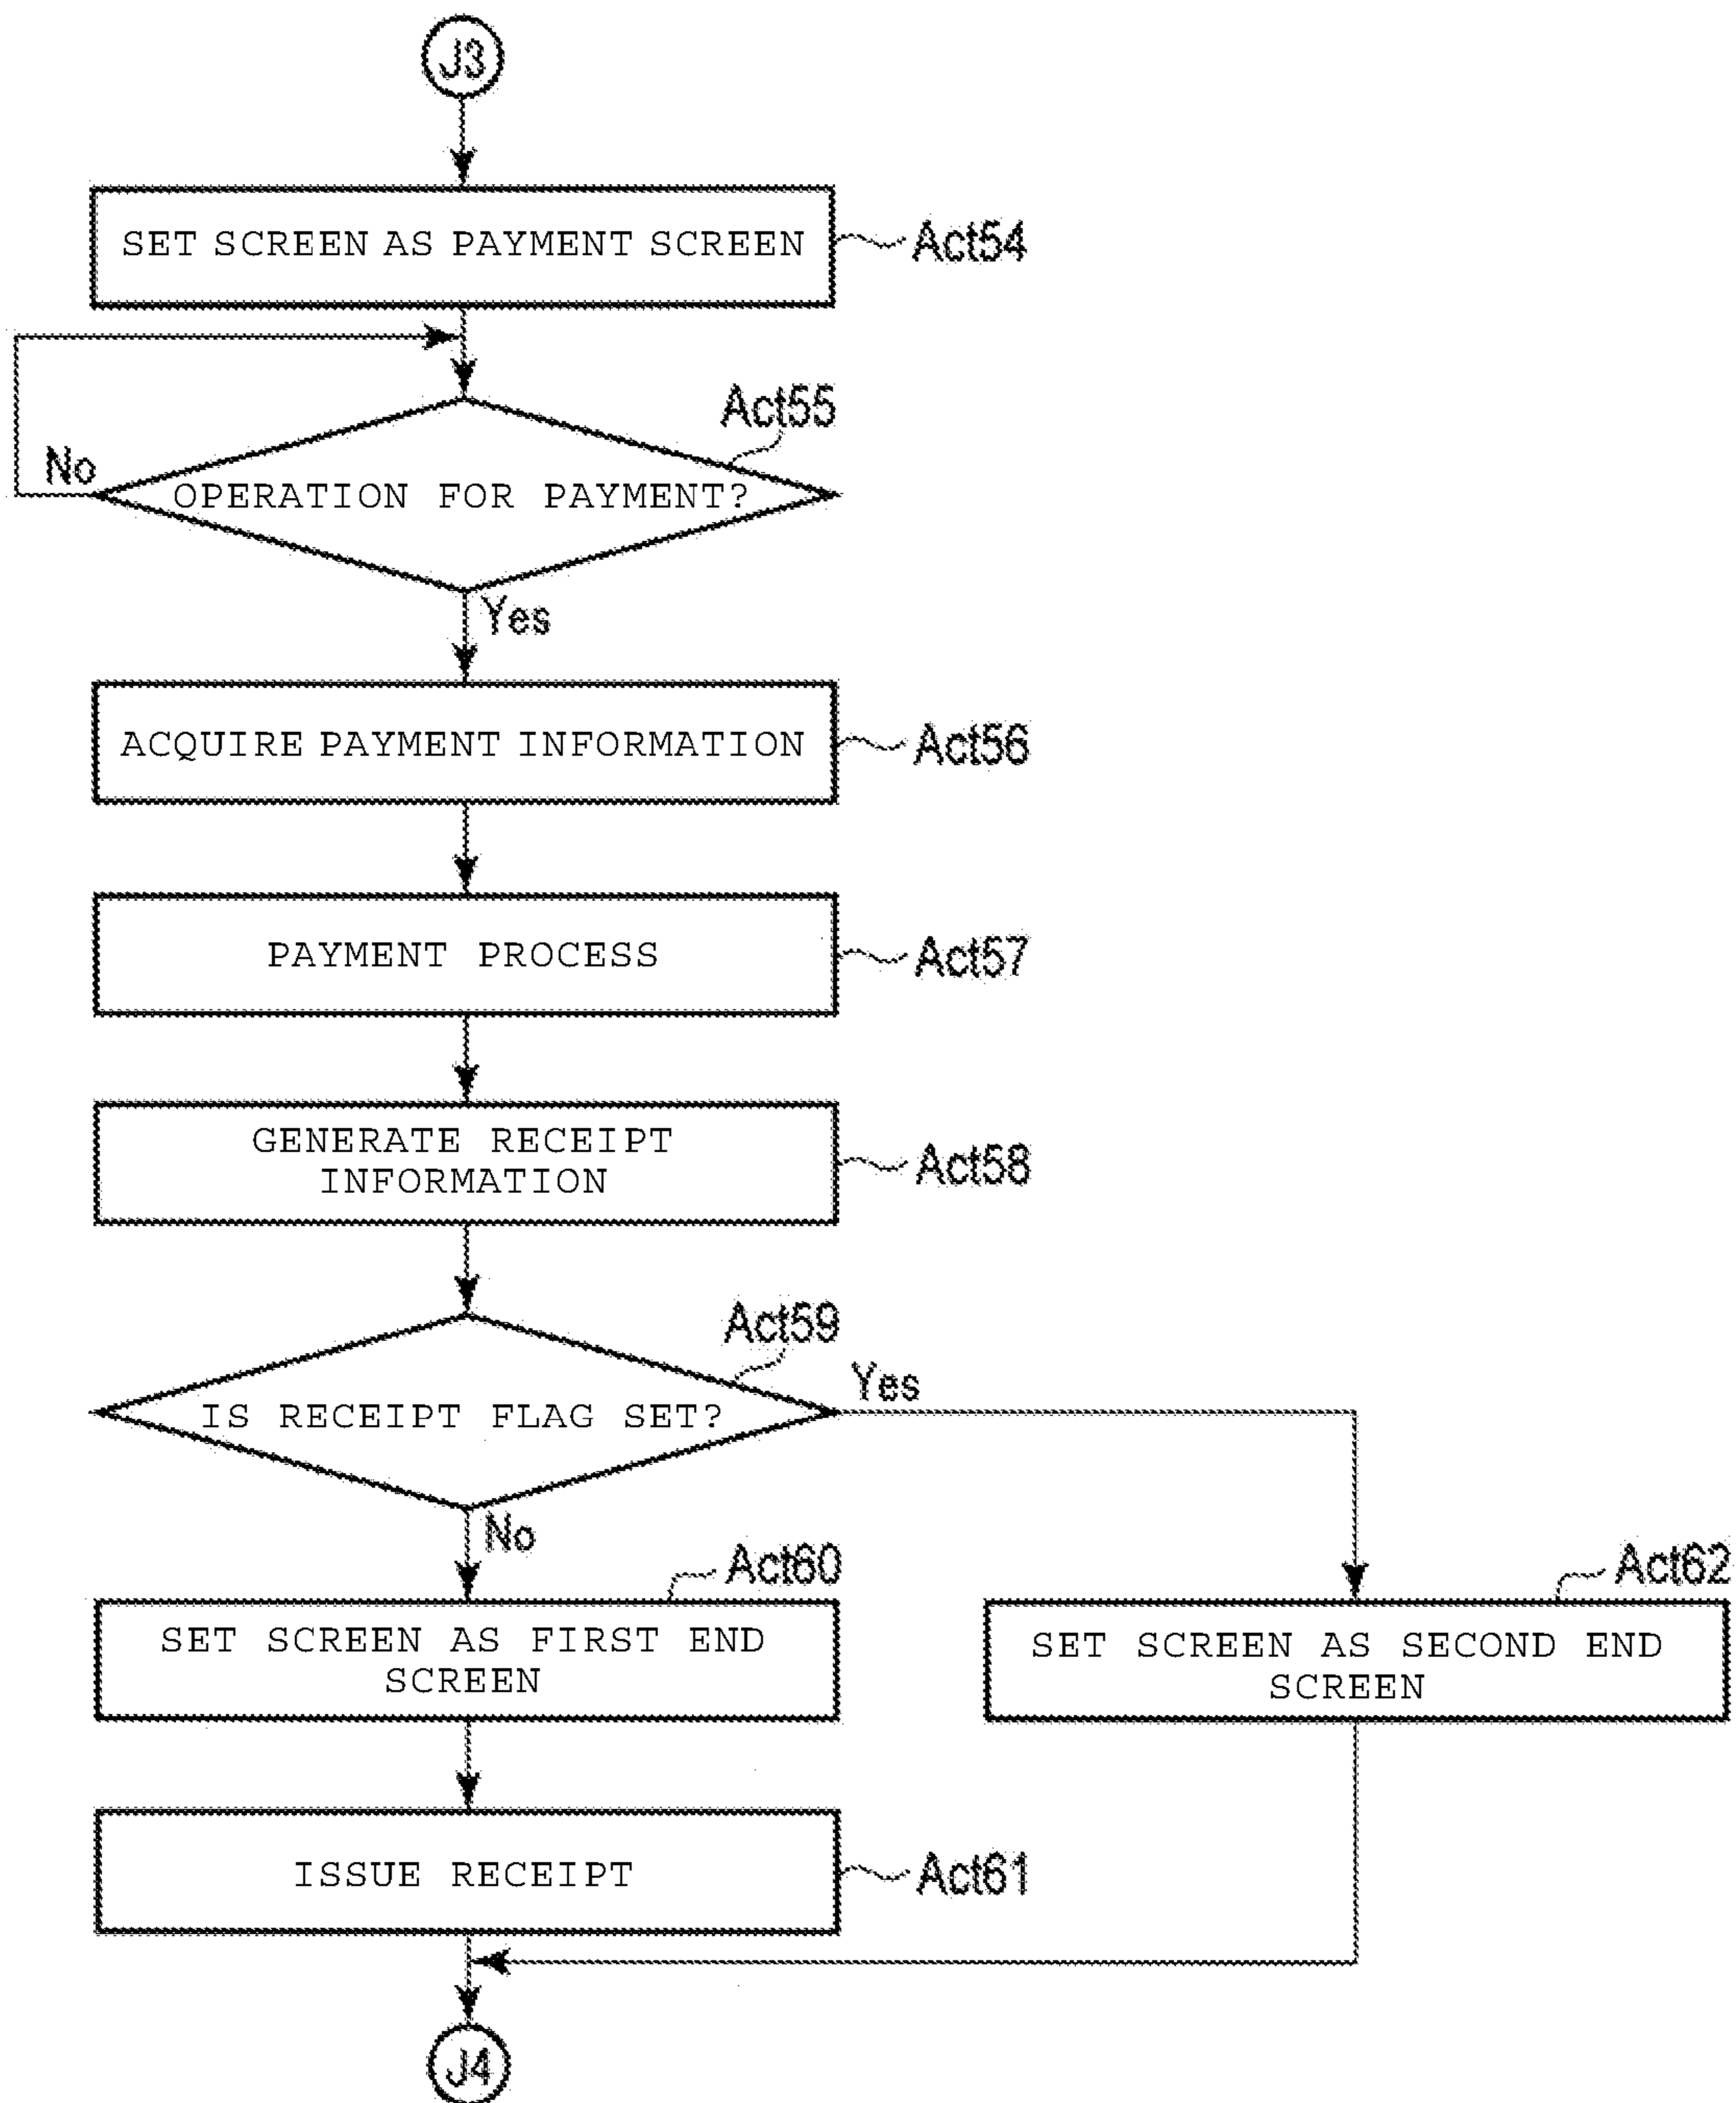 J3
SET SCREEN AS PAYMENT SCREEN
Act54
Act55
No
OPERATION FOR PAYMENT?
Yes
ACQUIRE PAYMENT INFORMATION
Act56
PAYMENT PROCESS
Act57
GENERATE RECEIPT
INFORMATION
Act58
Act59
Yes
IS RECEIPT FLAG SET?
No
Act60
Act62
SET SCREEN AS FIRST END
SCREEN
SET SCREEN AS SECOND END
SCREEN
ISSUE RECEIPT
Act61
J4